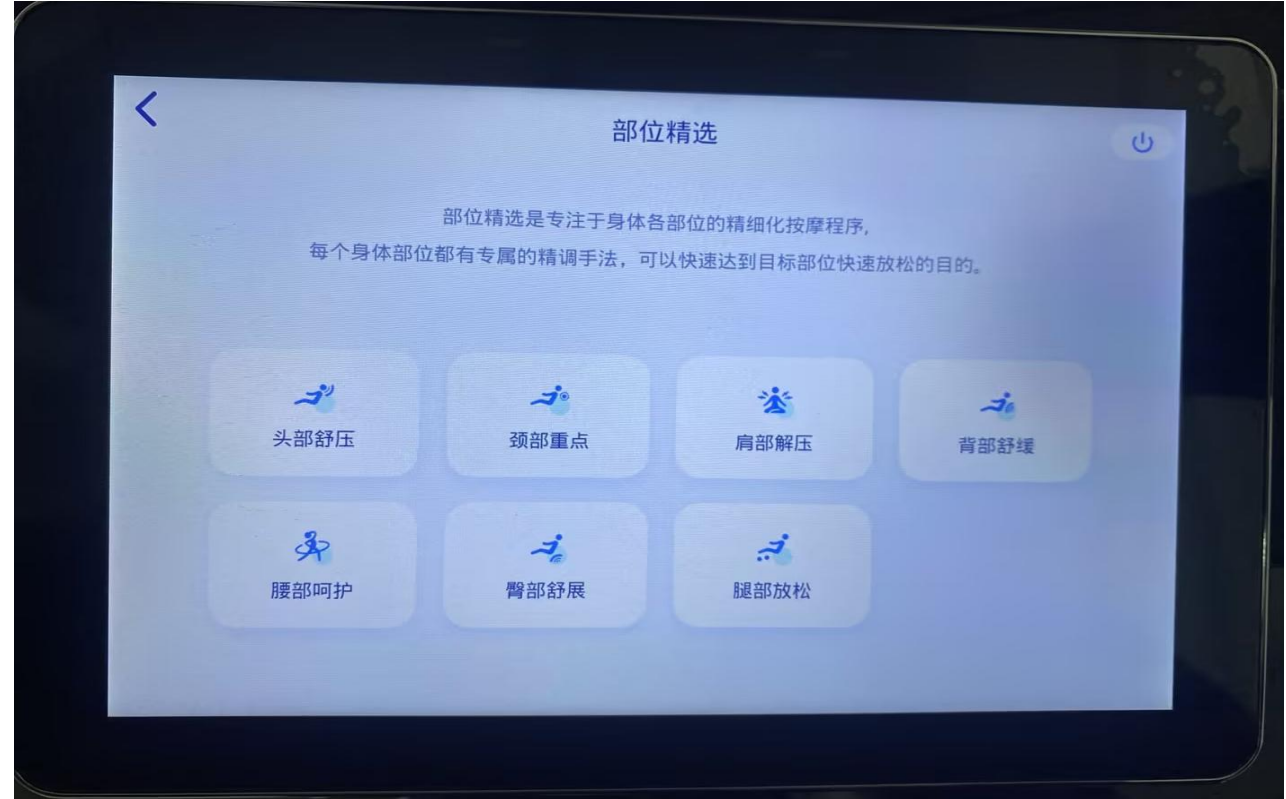 部位精选
部位精选是专注于身体各部位的精细化按摩程序,
每个身体部位都有专属的精调手法，可以快速达到目标部位快速放松的目的。
头部舒压
颈部重点
肩部解压
背部舒缓
腰部呵护
臀部舒展
腿部放松